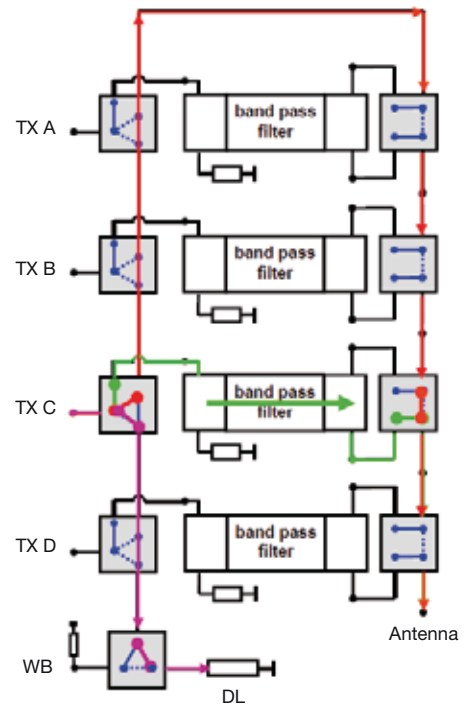 TX A
band pass
filter
TX B
band pass
filter
TX C
band pass
filter
TX D
band pass
filter
Antenna
WB
DL